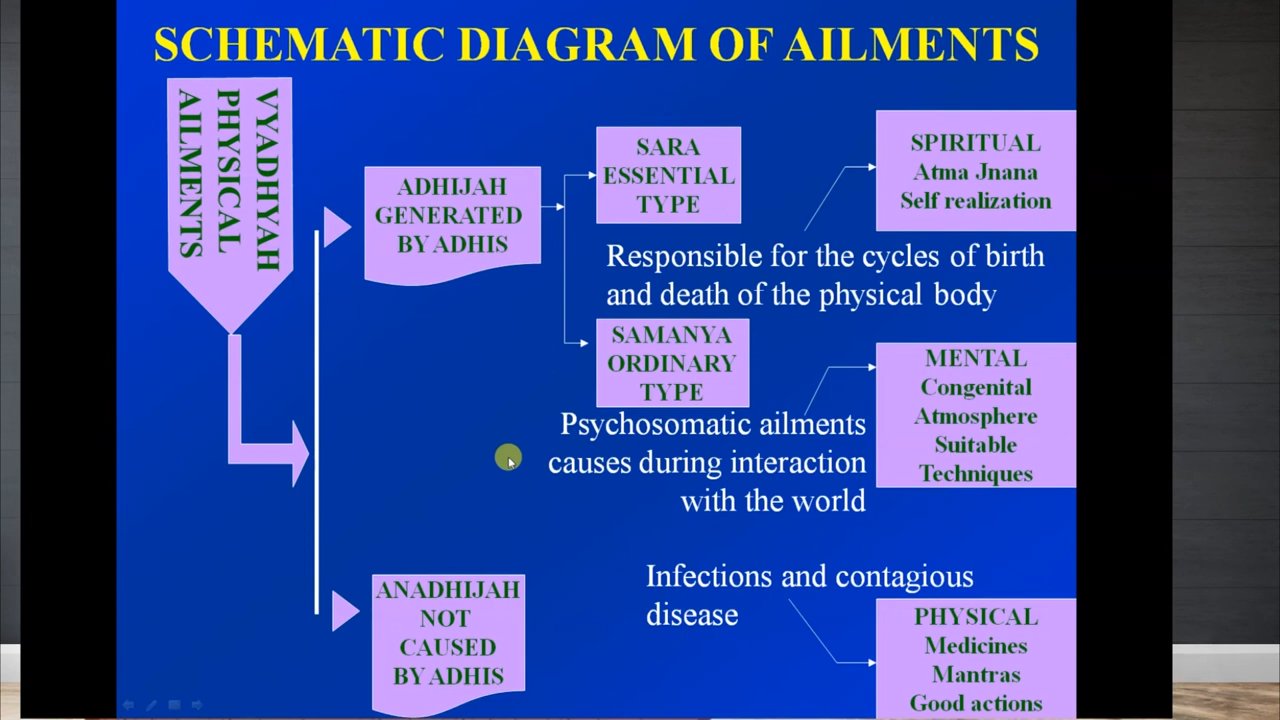 SCHEMATIC DIAGRAM OF AILMENTS
VYADHYAH
PHYSICAL
AILMENTS
ADHIJAH
GENERATED
BY ADHIS
SARA
ESSENTIAL
TYPE
SPIRITUAL
Atma Jnana
Self realization
Responsible for the cycles of birth
and death of the physical body
SAMANYA
ORDINARY
TYPE
MENTAL
Congenital
Atmosphere
Suitable
Techniques
Psychosomatic ailments
causes during interaction
with the world
ANADHIJAH
NOT
CAUSED
BY ADHIS
Infections and contagious
disease
PHYSICAL
Medicines
Mantras
Good actions